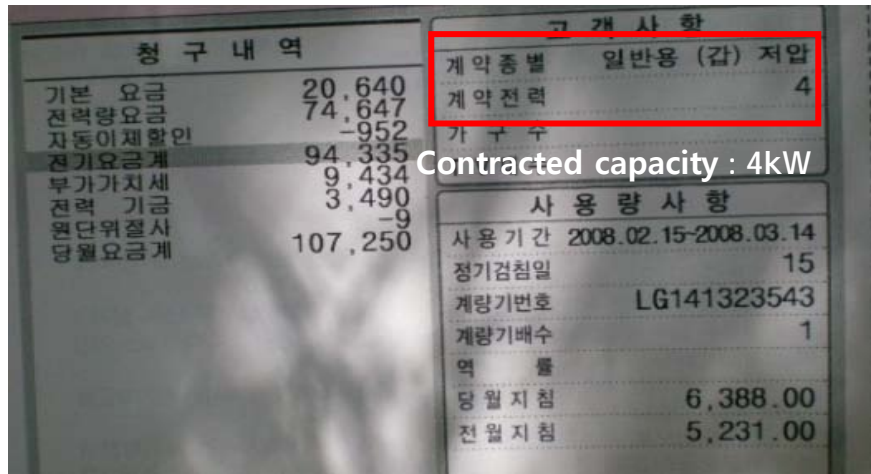 청구내역
기본 요금 20,640
전력량요금 74,647
자동이체할인 -952
전기요금계 94,335
부가가치세 9,434
전력 기금 3,490
원단위절사 -9
당월요금계 107,250
고객사항
계약종별 일반용 (갑) 저압
계약전력 4
가구수
Contracted capacity : 4kW
사용량사항
사용기간 2008.02.15~2008.03.14
정기검침일 15
계량기번호 LG141323543
계량기배수 1
역 률
당월지침 6,388.00
전월지침 5,231.00